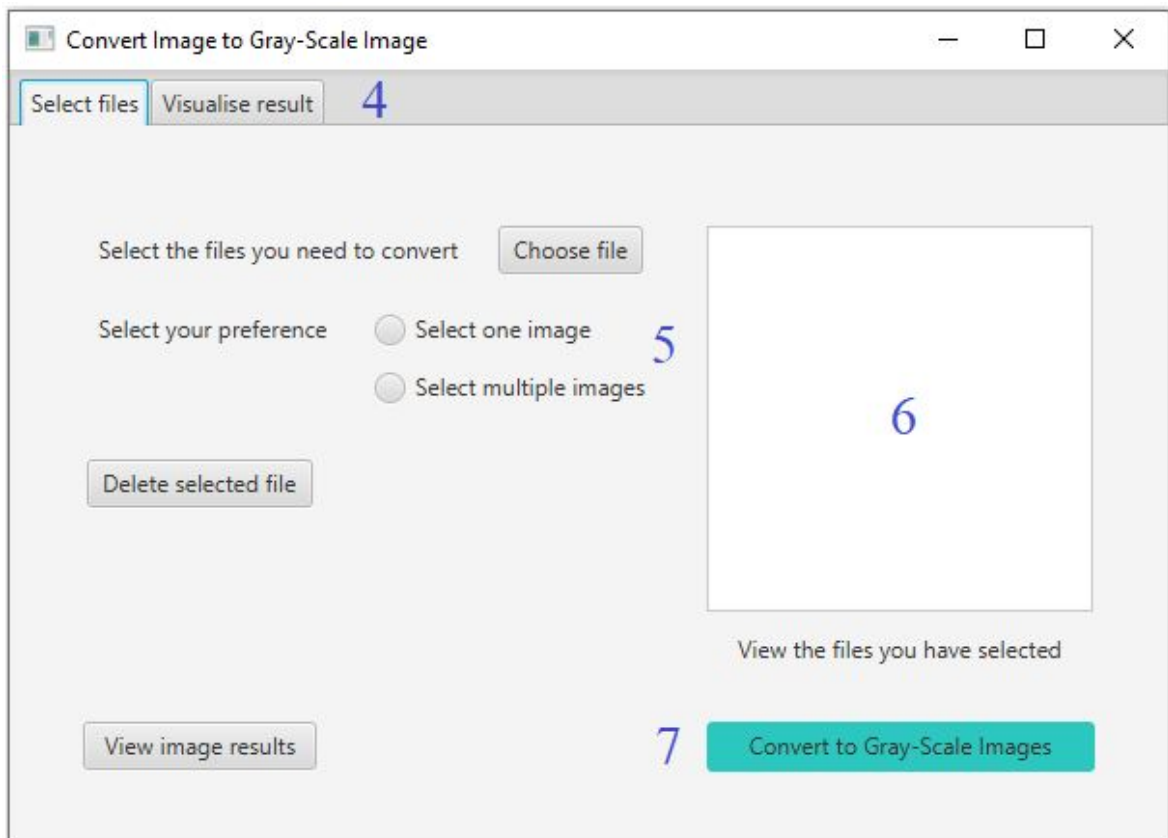 Convert Image to Gray-Scale Image
Select files Visualise result 4
Select the files you need to convert Choose file
Select your preference Select one image 5
Select multiple images
6
Delete selected file
View the files you have selected
View image results 7 Convert to Gray-Scale Images